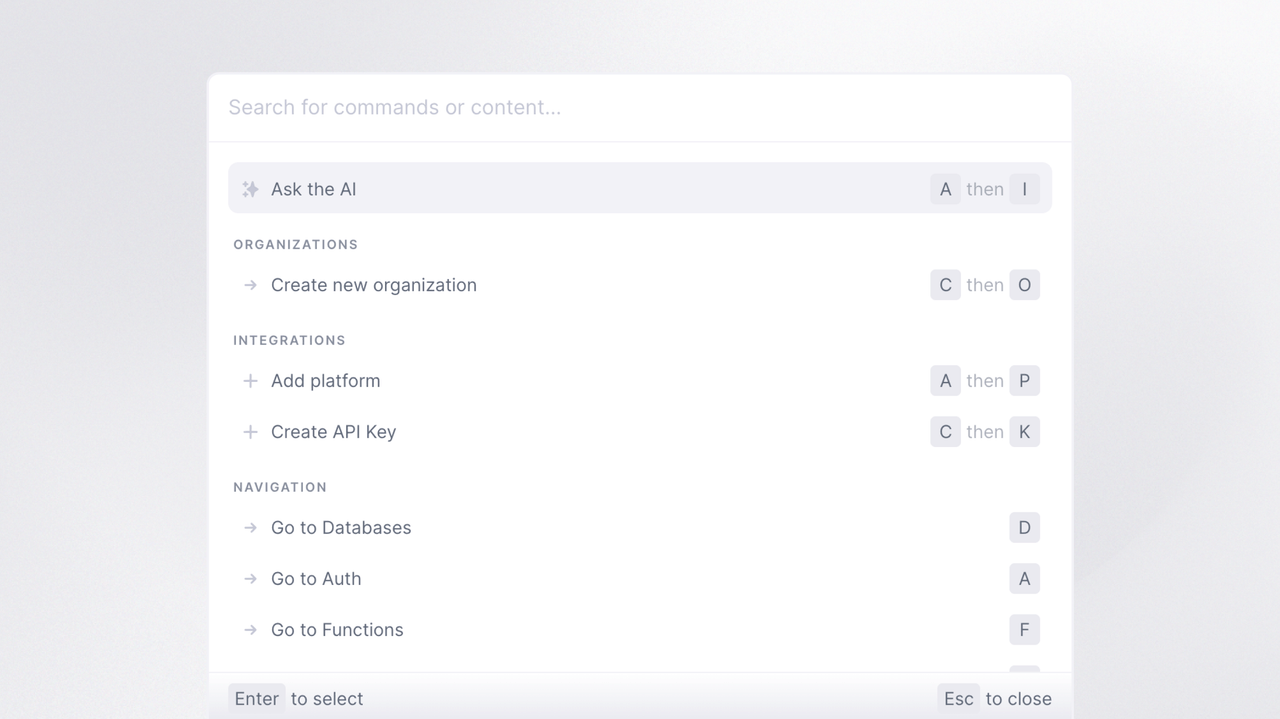 Search for commands or content...
Ask the AI A then I
ORGANIZATIONS
Create new organization C then O
INTEGRATIONS
Add platform A then P
Create API Key C then K
NAVIGATION
Go to Databases D
Go to Auth A
Go to Functions F
Enter to select Esc to close